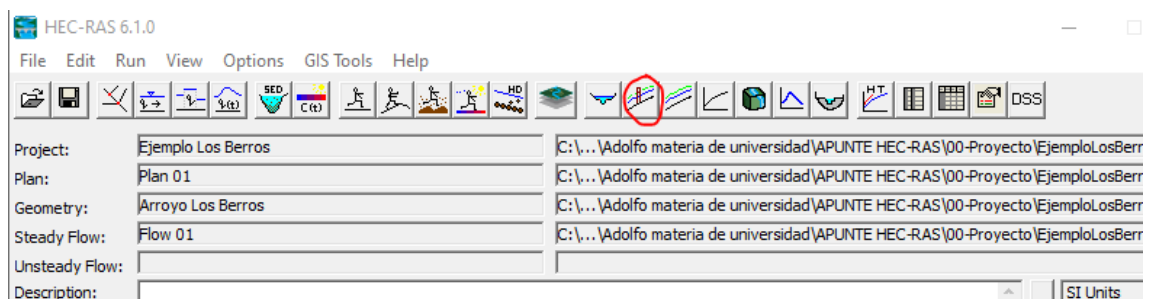 HEC-RAS 6.1.0
File Edit Run View Options GIS Tools Help
SED C(t) HD HT DSS
Project: Ejemplo Los Berros C:\...\Adolfo materia de universidad\APUNTE HEC-RAS\00-Proyecto\EjemploLosBerr
Plan: Plan 01 C:\...\Adolfo materia de universidad\APUNTE HEC-RAS\00-Proyecto\EjemploLosBerr
Geometry: Arroyo Los Berros C:\...\Adolfo materia de universidad\APUNTE HEC-RAS\00-Proyecto\EjemploLosBerr
Steady Flow: Flow 01 C:\...\Adolfo materia de universidad\APUNTE HEC-RAS\00-Proyecto\EjemploLosBerr
Unsteady Flow:
Description: SI Units